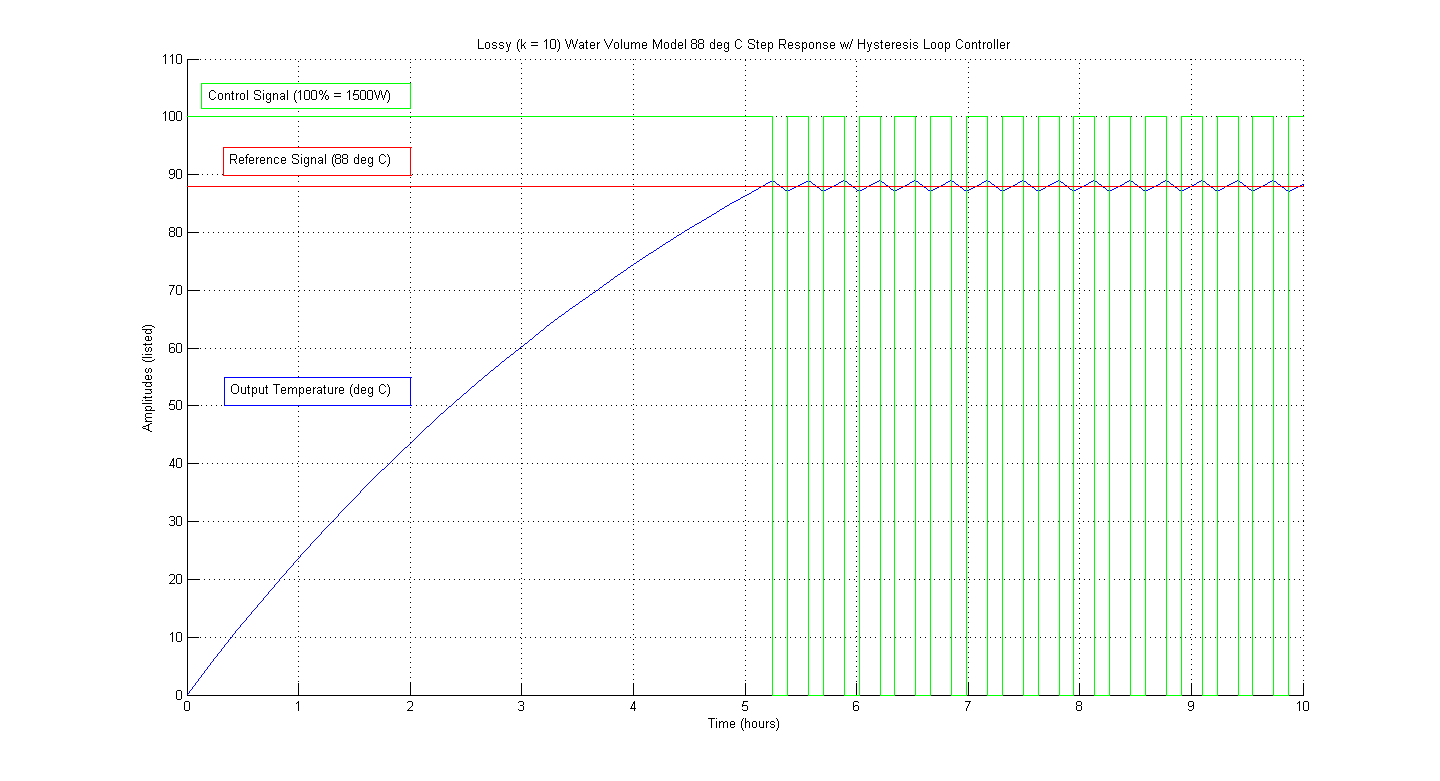 Lossy (k = 10) Water Volume Model 88 deg C Step Response w/ Hysteresis Loop Controller
110
Control Signal (100% = 1500W)
100
Reference Signal (88 deg C)
90
80
70
60
Amplitudes (listed)
Output Temperature (deg C)
50
40
30
20
10
0
0 1 2 3 4 5 6 7 8 9 10
Time (hours)